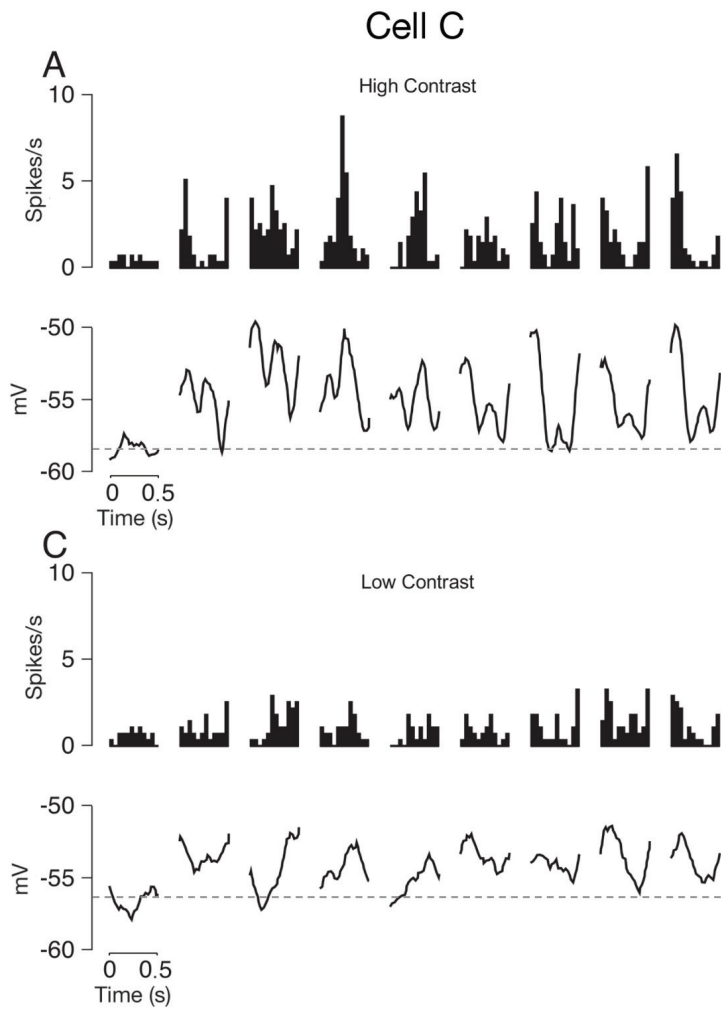 Cell C
A
High Contrast
10
5
0
Spikes/s
-50
-55
-60
mV
0 0.5
Time (s)
C
Low Contrast
10
5
0
Spikes/s
-50
-55
-60
mV
0 0.5
Time (s)